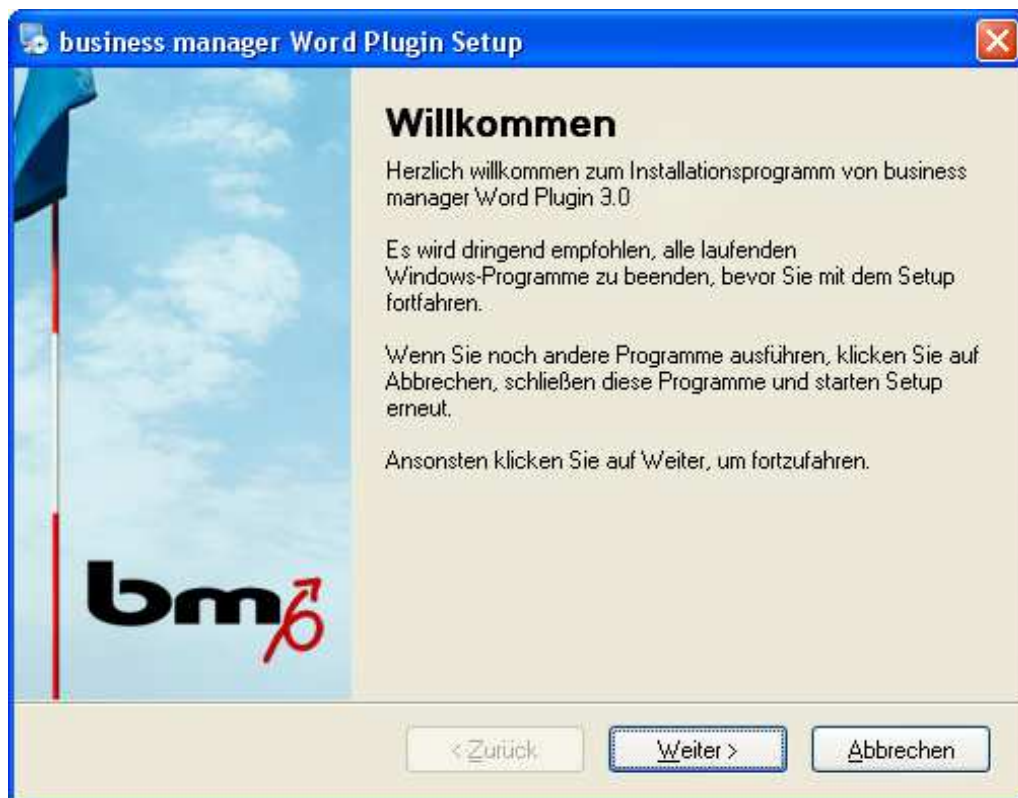 business manager Word Plugin Setup
Willkommen
Herzlich willkommen zum Installationsprogramm von business
manager Word Plugin 3.0
Es wird dringend empfohlen, alle laufenden
Windows-Programme zu beenden, bevor Sie mit dem Setup
fortfahren.
Wenn Sie noch andere Programme ausführen, klicken Sie auf
Abbrechen, schließen diese Programme und starten Setup
erneut.
Ansonsten klicken Sie auf Weiter, um fortzufahren.
bm6
< Zurück Weiter > Abbrechen